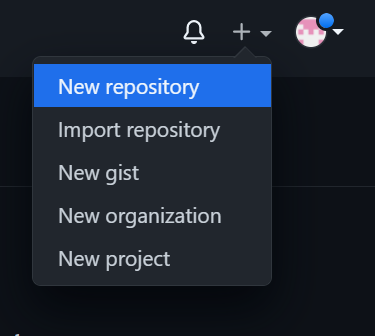 New repository
Import repository
New gist
New organization
New project